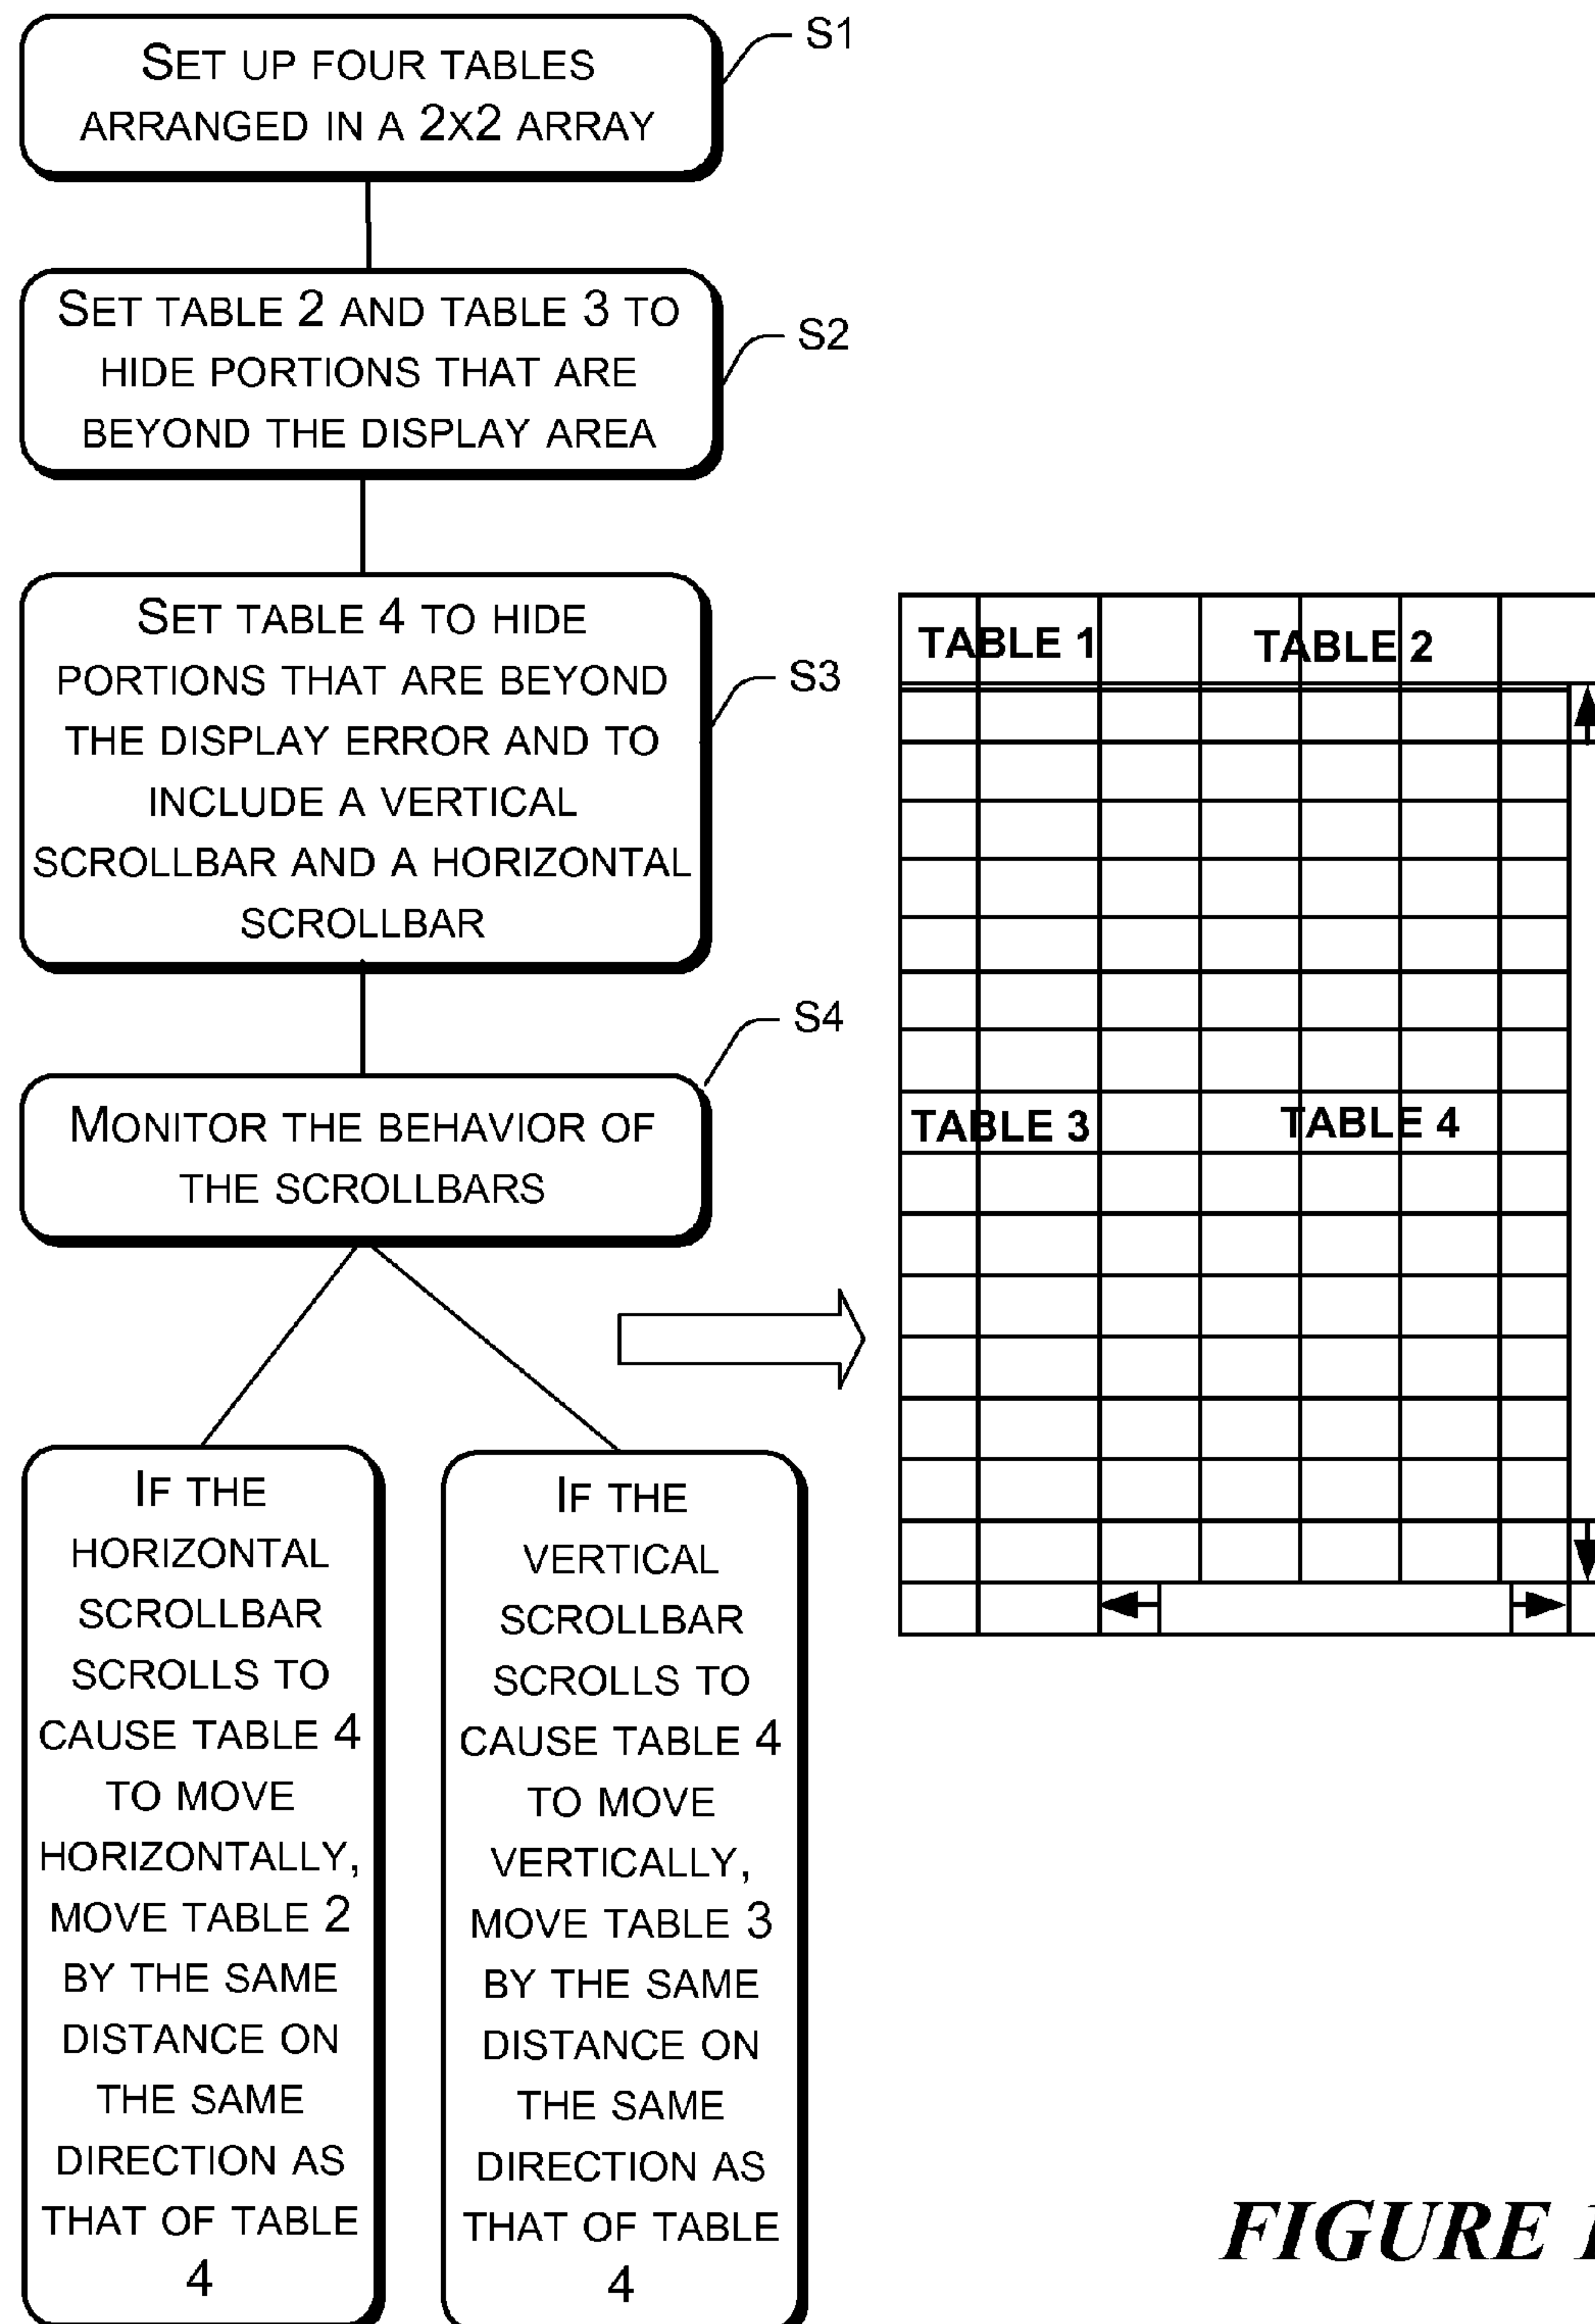 SET UP FOUR TABLES
ARRANGED IN A 2X2 ARRAY
S1
SET TABLE 2 AND TABLE 3 TO
HIDE PORTIONS THAT ARE
BEYOND THE DISPLAY AREA
S2
SET TABLE 4 TO HIDE
PORTIONS THAT ARE BEYOND
THE DISPLAY ERROR AND TO
INCLUDE A VERTICAL
SCROLLBAR AND A HORIZONTAL
SCROLLBAR
S3
MONITOR THE BEHAVIOR OF
THE SCROLLBARS
S4
IF THE
HORIZONTAL
SCROLLBAR
SCROLLS TO
CAUSE TABLE 4
TO MOVE
HORIZONTALLY,
MOVE TABLE 2
BY THE SAME
DISTANCE ON
THE SAME
DIRECTION AS
THAT OF TABLE
4
IF THE
VERTICAL
SCROLLBAR
SCROLLS TO
CAUSE TABLE 4
TO MOVE
VERTICALLY,
MOVE TABLE 3
BY THE SAME
DISTANCE ON
THE SAME
DIRECTION AS
THAT OF TABLE
4
TABLE 1
TABLE 2
TABLE 3
TABLE 4
FIGURE